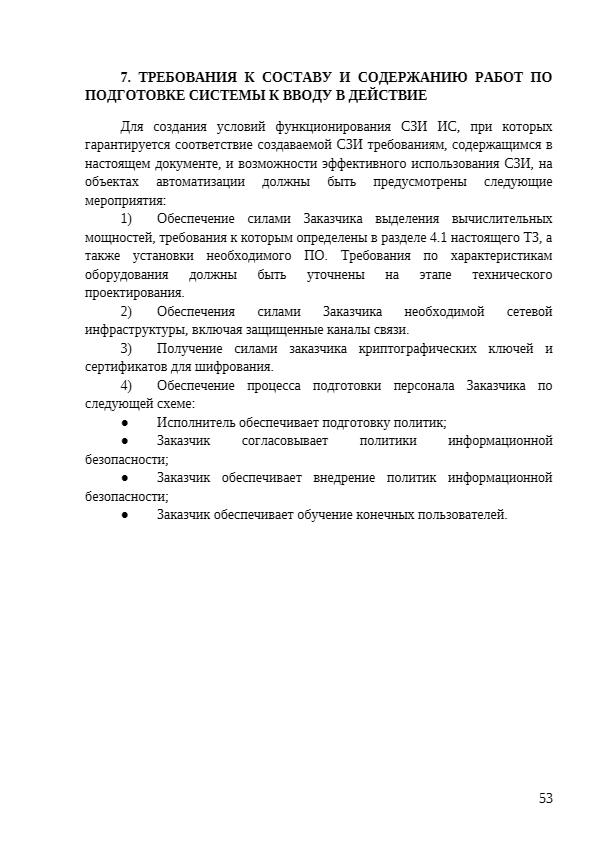 7. ТРЕБОВАНИЯ К СОСТАВУ И СОДЕРЖАНИЮ РАБОТ ПО
ПОДГОТОВКЕ СИСТЕМЫ К ВВОДУ В ДЕЙСТВИЕ
Для создания условий функционирования СЗИ ИС, при которых
гарантируется соответствие создаваемой СЗИ требованиям, содержащимся в
настоящем документе, и возможности эффективного использования СЗИ, на
объектах автоматизации должны быть предусмотрены следующие
мероприятия:
1) Обеспечение силами Заказчика выделения вычислительных
мощностей, требования к которым определены в разделе 4.1 настоящего ТЗ, а
также установки необходимого ПО. Требования по характеристикам
оборудования должны быть уточнены на этапе технического
проектирования.
2) Обеспечения силами Заказчика необходимой сетевой
инфраструктуры, включая защищенные каналы связи.
3) Получение силами заказчика криптографических ключей и
сертификатов для шифрования.
4) Обеспечение процесса подготовки персонала Заказчика по
следующей схеме:
● Исполнитель обеспечивает подготовку политик;
● Заказчик согласовывает политики информационной
безопасности;
● Заказчик обеспечивает внедрение политик информационной
безопасности;
● Заказчик обеспечивает обучение конечных пользователей.
53